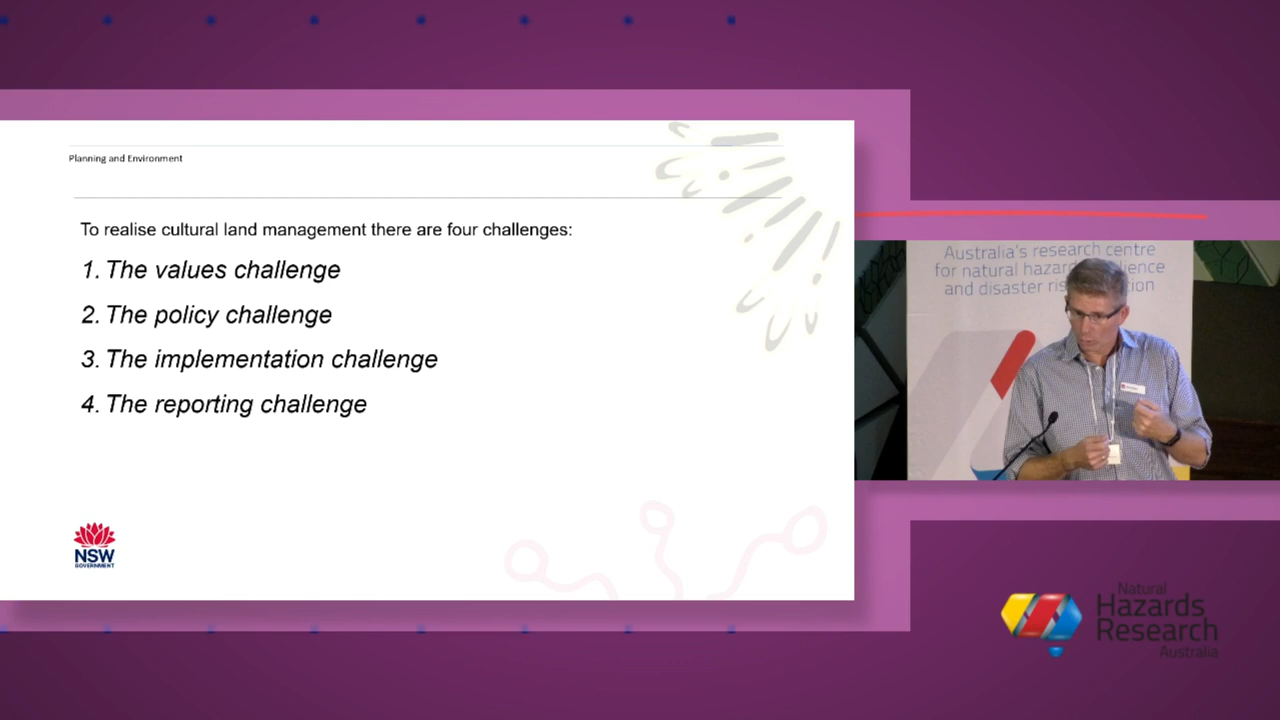 Planning and Environment
To realise cultural land management there are four challenges:
1. The values challenge
2. The policy challenge
3. The implementation challenge
4. The reporting challenge
NSW
GOVERNMENT
Australia's research centre
for natural hazard
and disaster
Natural
Hazards
Research
Australia